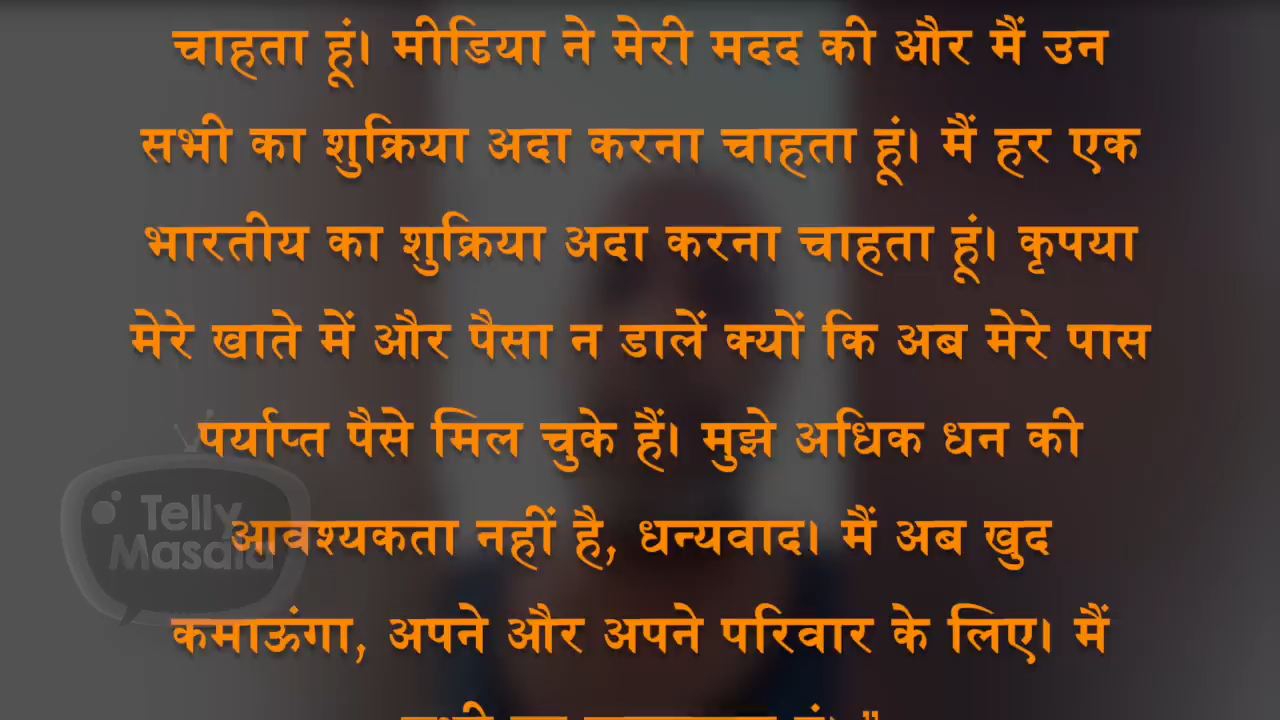 चाहता हूं। मीडिया ने मेरी मदद की और मैं उन
सभी का शुक्रिया अदा करना चाहता हूं। मैं हर एक
भारतीय का शुक्रिया अदा करना चाहता हूं। कृपया
मेरे खाते में और पैसा न डालें क्यों कि अब मेरे पास
पर्याप्त पैसे मिल चुके हैं। मुझे अधिक धन की
आवश्यकता नहीं है, धन्यवाद। मैं अब खुद
कमाऊंगा, अपने और अपने परिवार के लिए। मैं
Telly
Masala